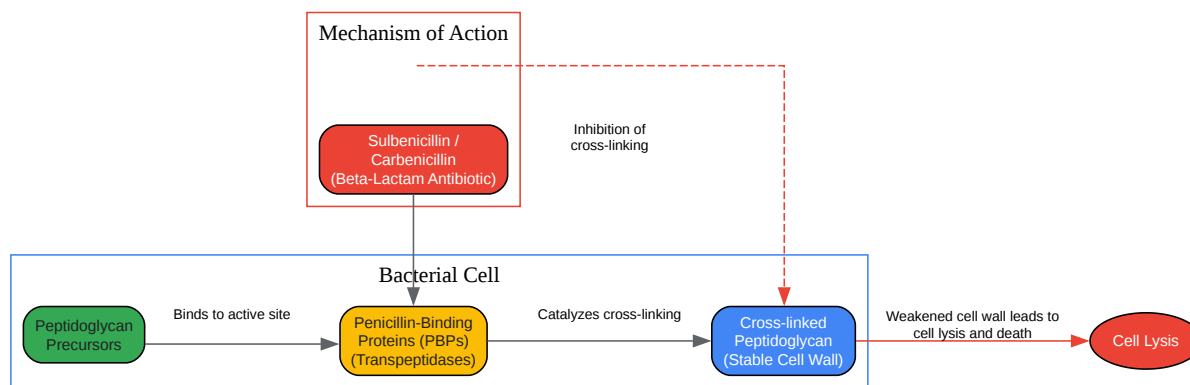 Mechanism of Action
Sulbenicillin /
Carbenicillin
(Beta-Lactam Antibiotic)
Inhibition of
cross-linking
Bacterial Cell
Peptidoglycan
Precursors
Binds to active site
Penicillin-Binding
Proteins (PBPs)
(Transpeptidases)
Catalyzes cross-linking
Cross-linked
Peptidoglycan
(Stable Cell Wall)
Weakened cell wall leads to
cell lysis and death
Cell Lysis